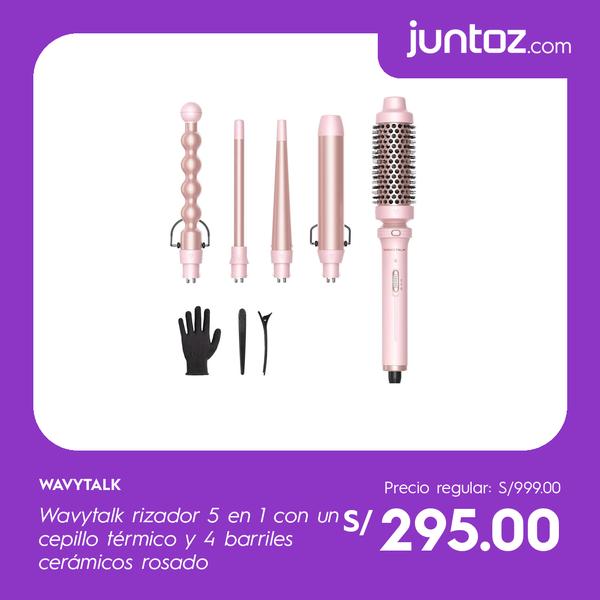 juntoz.com
WAVYTALK
Wavytalk rizador 5 en 1 con un
cepillo térmico y 4 barriles
cerámicos rosado
Precio regular: S/999.00
S/ 295.00